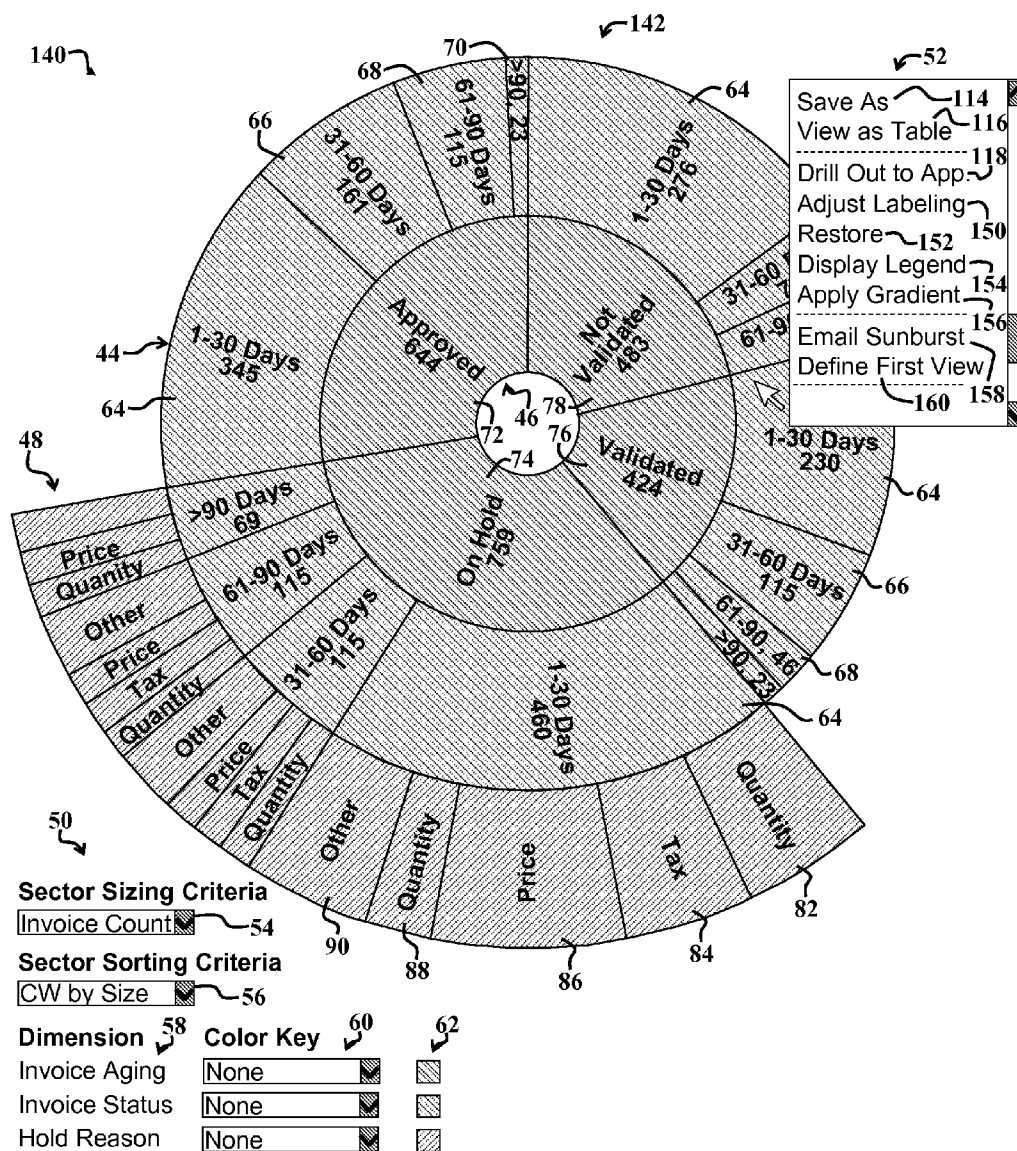 142
140
70
52
68
64
66
>90, 23
61-90 Days
115
31-60 Days
161
1-30 Days
276
Save As
114
View as Table
116
118
Drill Out to App.
Adjust Labeling
150
Restore
152
Display Legend
154
Apply Gradient
156
Email Sunburst
Define First View
158
160
31-60
61-9
Approved
644
Not
Validated
483
44
1-30 Days
345
64
46
78
72
76
74
Validated
424
1-30 Days
230
64
48
>90 Days
69
On Hold
759
31-60 Days
115
66
61-90 Days
115
31-60 Days
115
61-90, 46
>90, 23
68
64
1-30 Days
460
Price
Quanity
Other
Price
Tax
Quantity
Other
Price
Tax
Quantity
Other
Quantity
Price
Tax
Quantity
82
84
86
88
90
50
Sector Sizing Criteria
Invoice Count
54
Sector Sorting Criteria
CW by Size
56
Dimension
58
Color Key
60
62
Invoice Aging
None
Invoice Status
None
Hold Reason
None